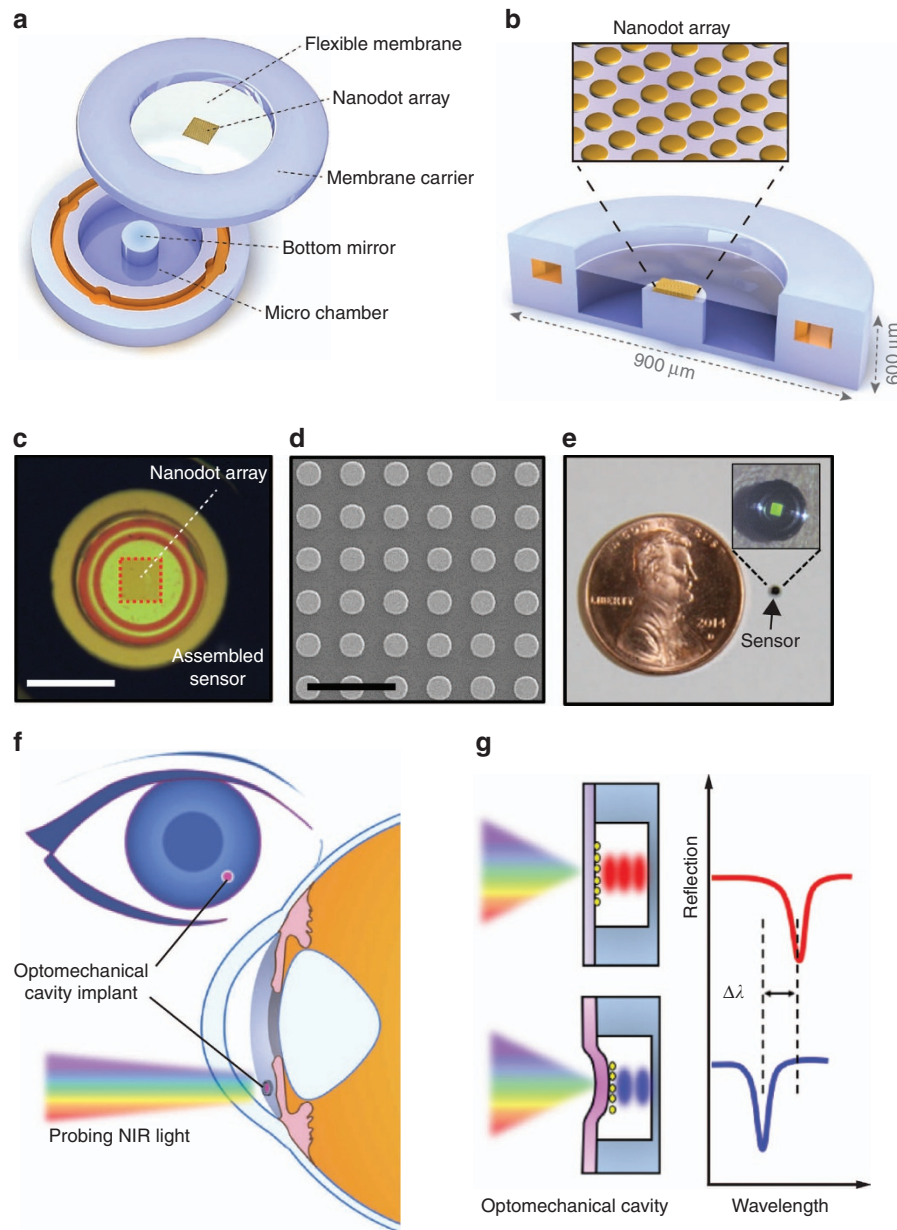 a
Flexible membrane
Nanodot array
Membrane carrier
Bottom mirror
Micro chamber
b
Nanodot array
900 μm
600 μm
c
Nanodot array
Assembled
sensor
d
e
LIBERTY
2014
D
Sensor
f
Optomechanical
cavity implant
Probing NIR light
g
Reflection
Δλ
Optomechanical cavity
Wavelength